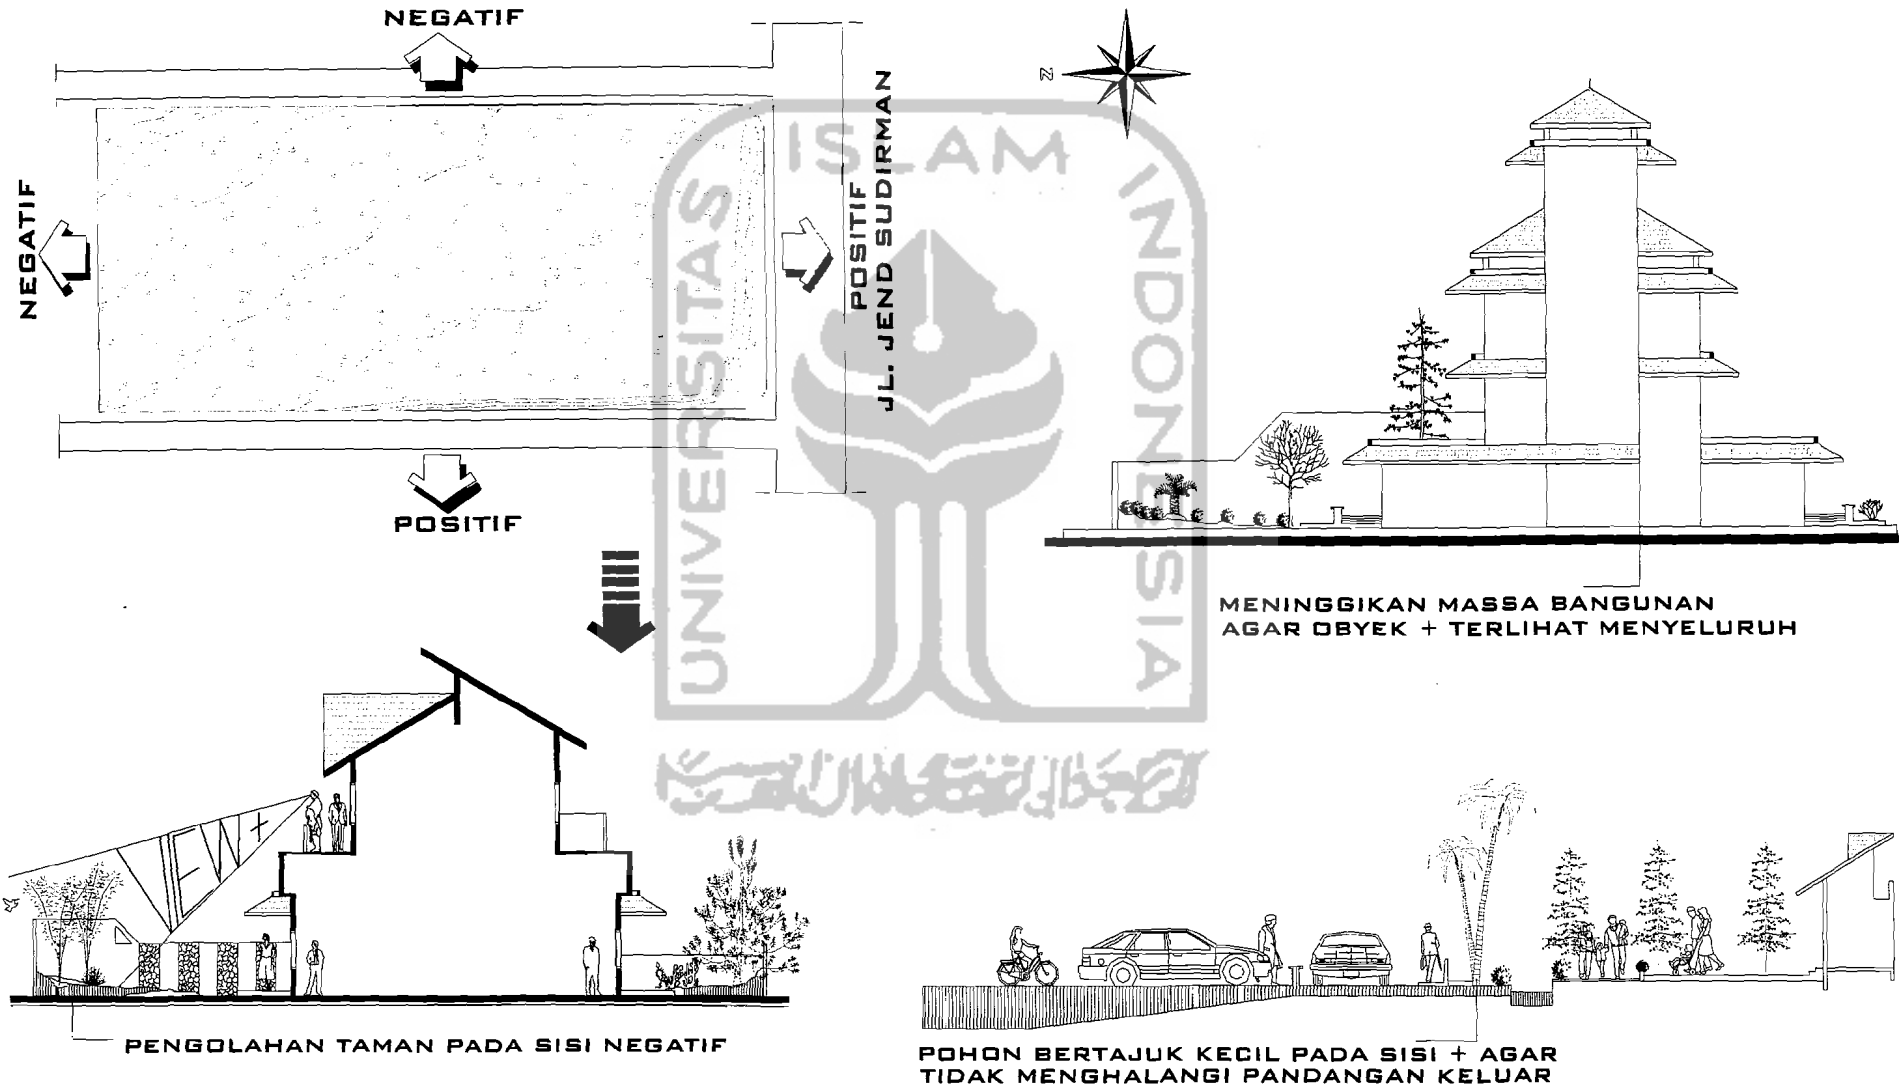 NEGATIF
NEGATIF
POSITIF
JL. JEND SUDIRMAN
POSITIF
N
UNIVERSITAS
ISLAM
INDONESIA
MENINGGIKAN MASSA BANGUNAN
AGAR OBYEK + TERLIHAT MENYELURUH
VIEW +
PENGOLAHAN TAMAN PADA SISI NEGATIF
POHON BERTAJUK KECIL PADA SISI + AGAR
TIDAK MENGHALANGI PANDANGAN KELUAR